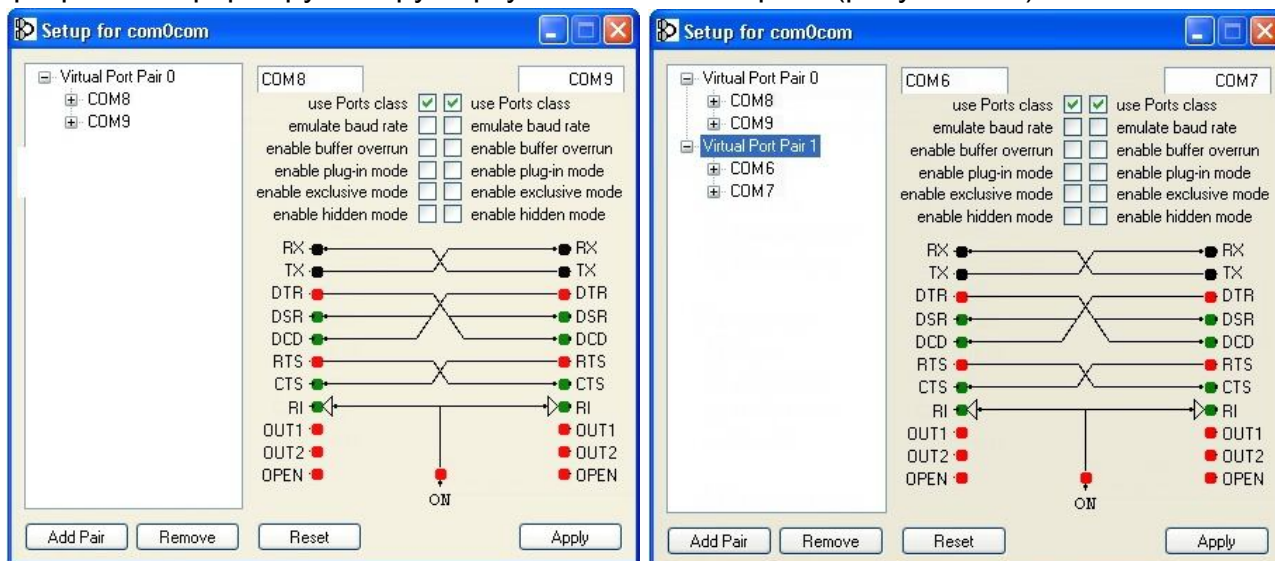 Setup for com0com
Virtual Port Pair 0
COM8
COM9
COM8
COM9
use Ports class use Ports class
emulate baud rate emulate baud rate
enable buffer overrun enable buffer overrun
enable plug-in mode enable plug-in mode
enable exclusive mode enable exclusive mode
enable hidden mode enable hidden mode
RX RX
TX TX
DTR DTR
DSR DSR
DCD DCD
RTS RTS
CTS CTS
RI RI
OUT1 OUT1
OUT2 OUT2
OPEN OPEN
ON
Add Pair Remove Reset Apply
Setup for com0com
Virtual Port Pair 0
COM8
COM9
Virtual Port Pair 1
COM6
COM7
COM6
COM7
use Ports class use Ports class
emulate baud rate emulate baud rate
enable buffer overrun enable buffer overrun
enable plug-in mode enable plug-in mode
enable exclusive mode enable exclusive mode
enable hidden mode enable hidden mode
RX RX
TX TX
DTR DTR
DSR DSR
DCD DCD
RTS RTS
CTS CTS
RI RI
OUT1 OUT1
OUT2 OUT2
OPEN OPEN
ON
Add Pair Remove Reset Apply